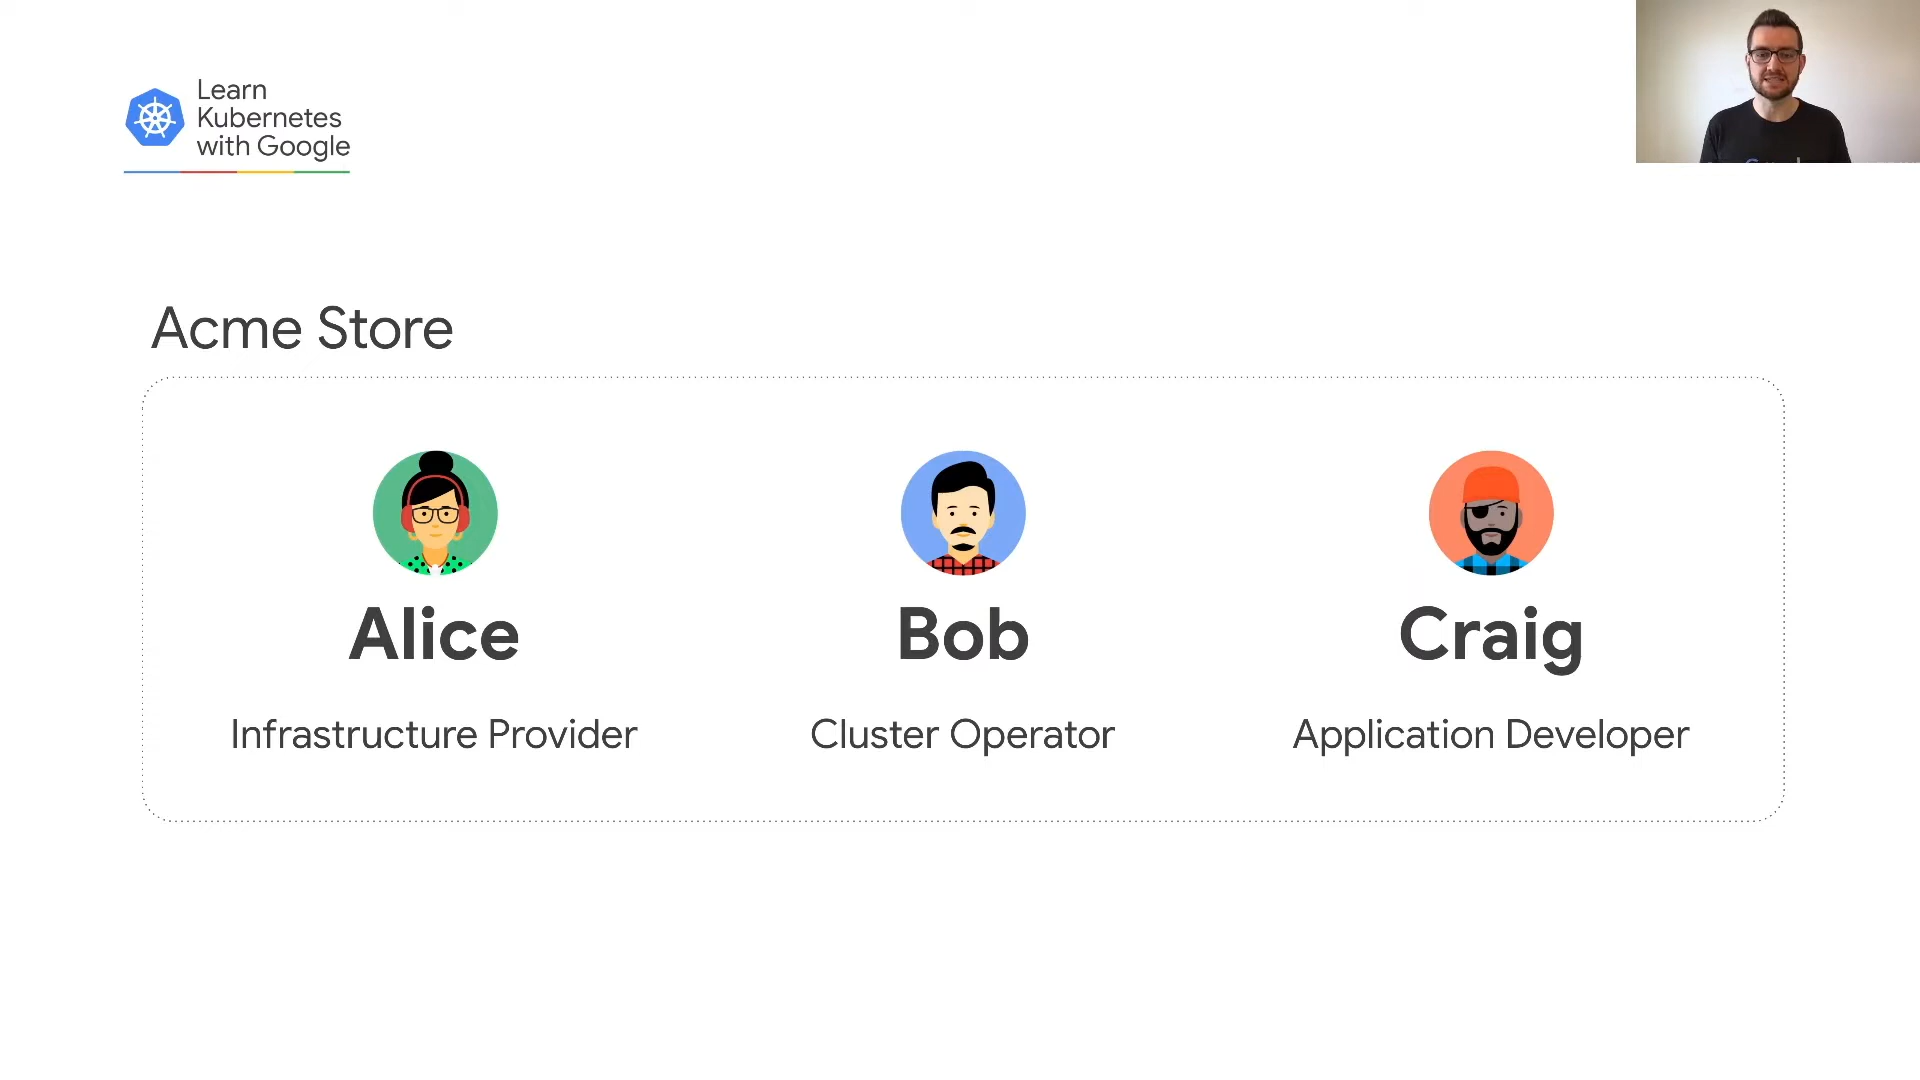 Learn
Kubernetes
with Google
Acme Store
Alice
Bob
Craig
Infrastructure Provider
Cluster Operator
Application Developer